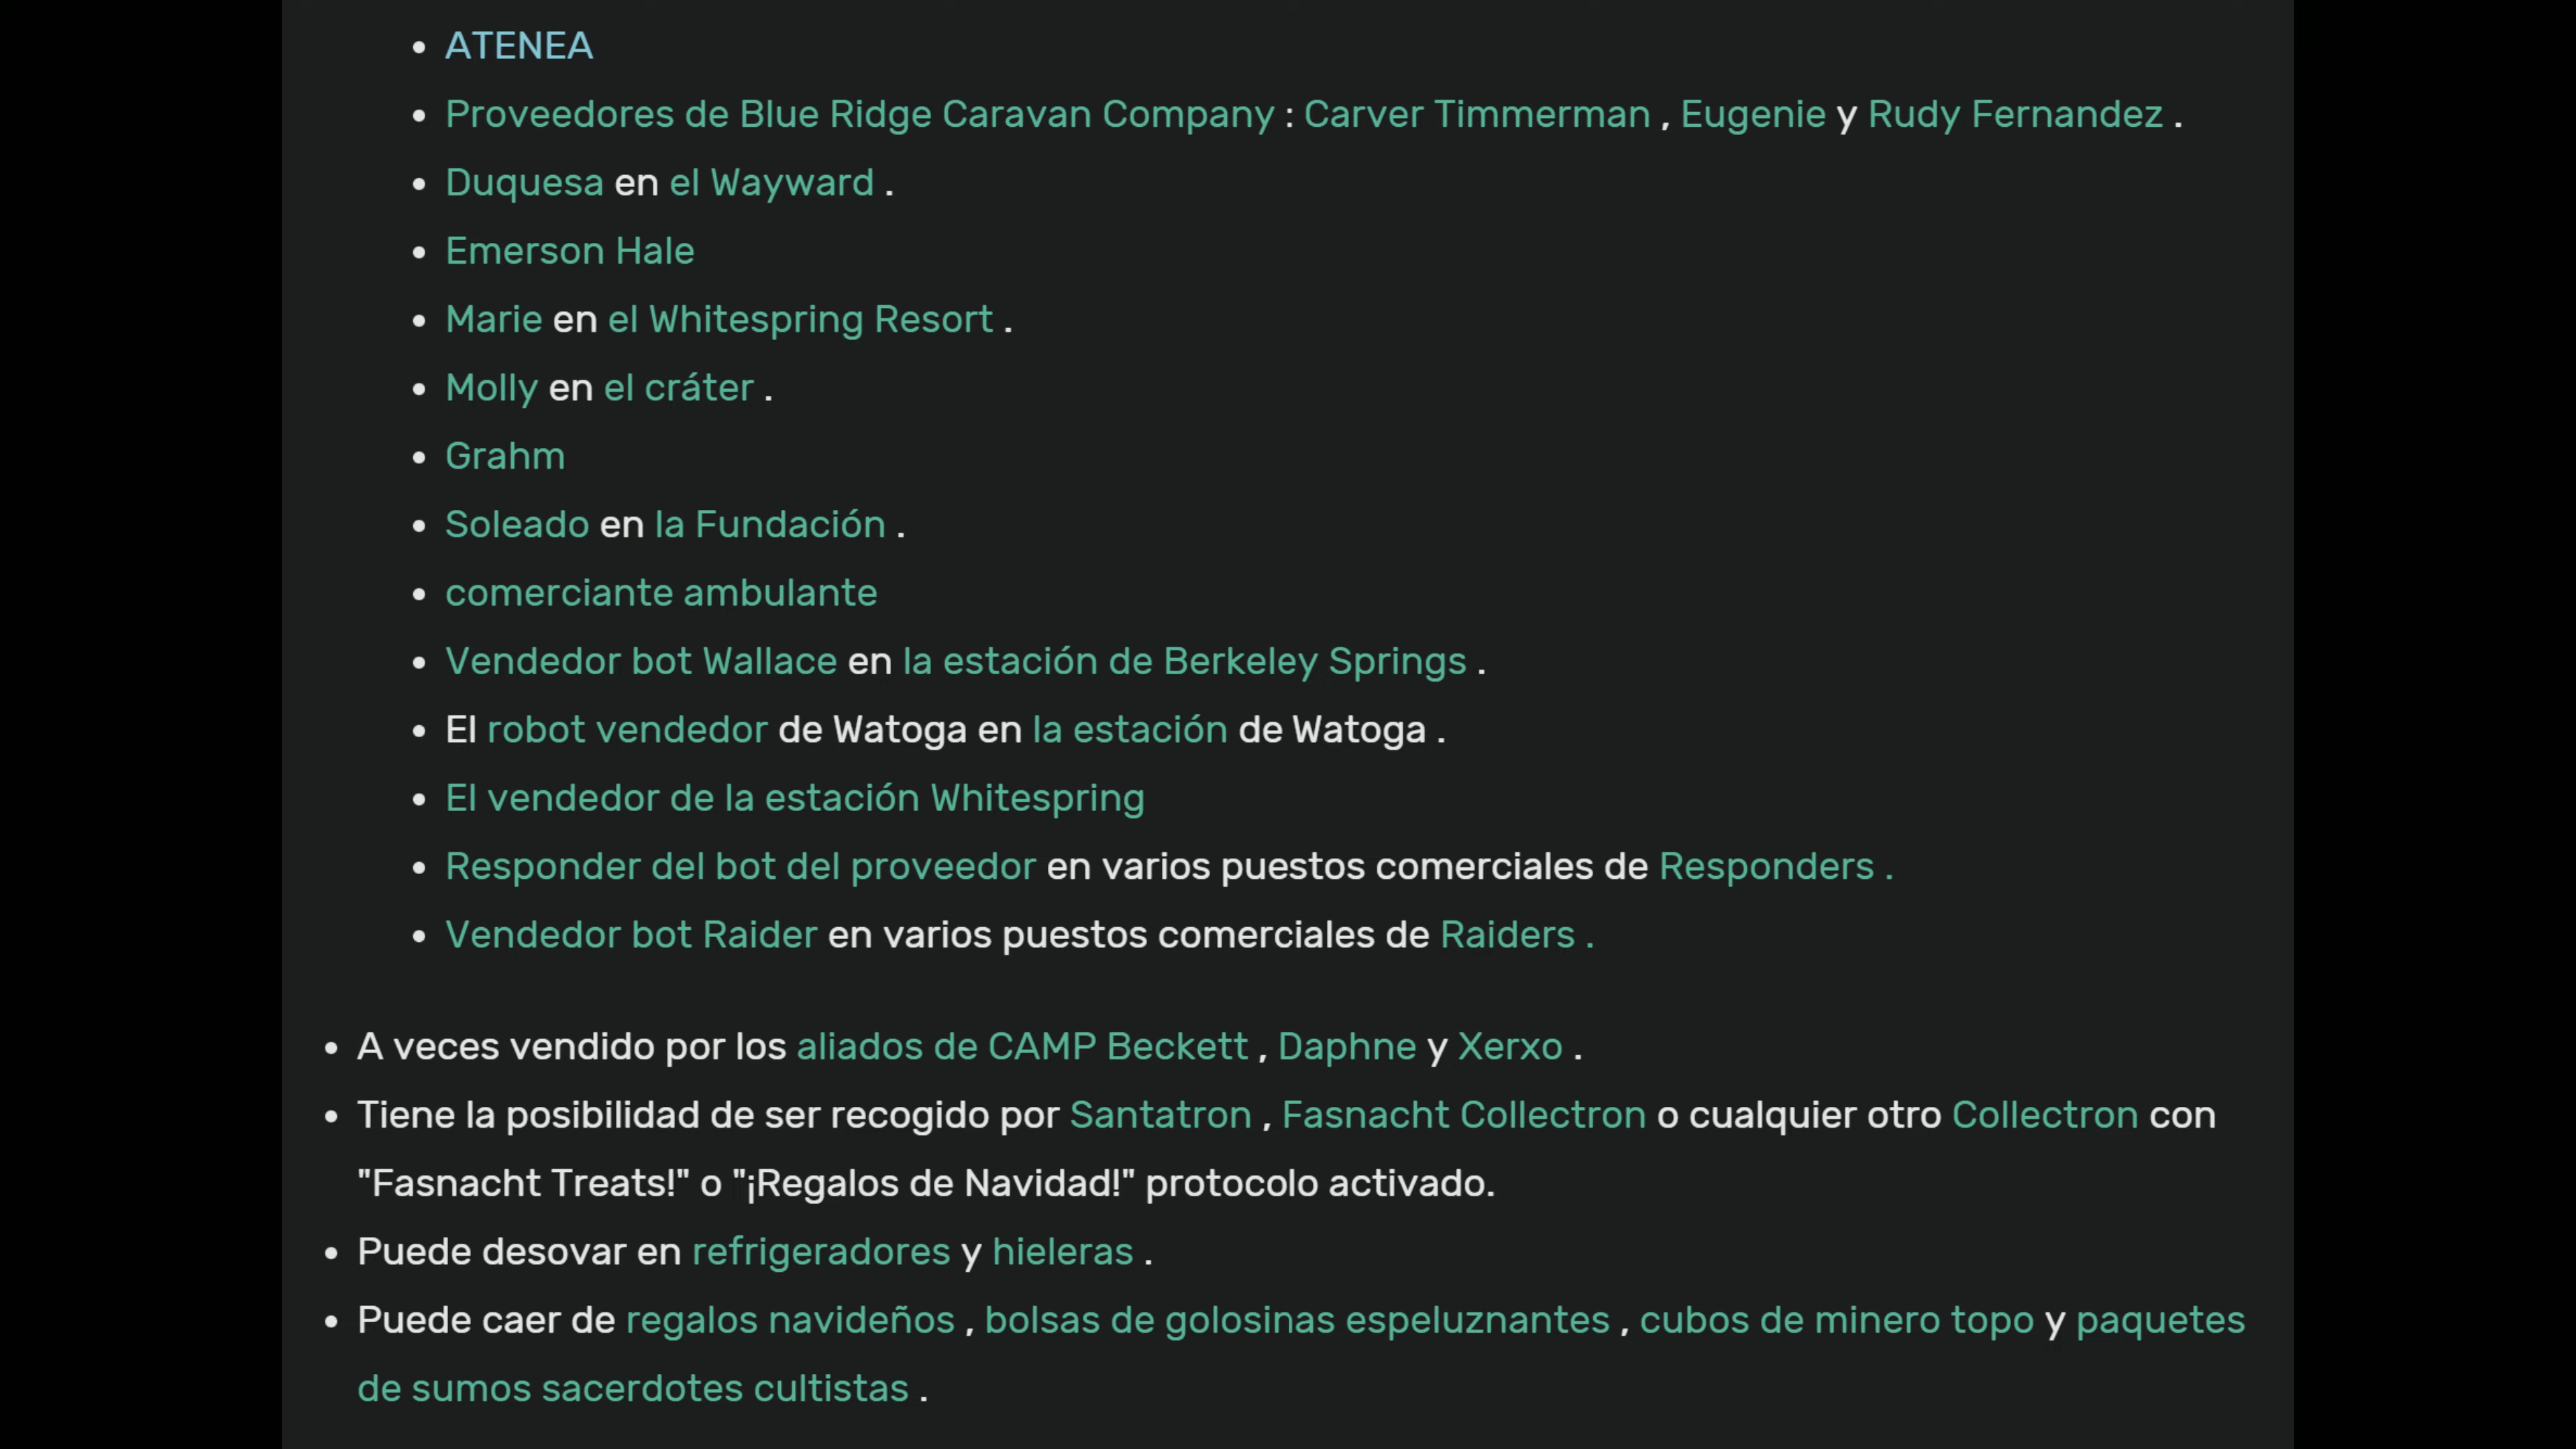 ATENEA
Proveedores de Blue Ridge Caravan Company : Carver Timmerman , Eugenie y Rudy Fernandez .
Duquesa en el Wayward .
Emerson Hale
Marie en el Whitespring Resort .
Molly en el cráter .
Grahm
Soleado en la Fundación .
comerciante ambulante
Vendedor bot Wallace en la estación de Berkeley Springs .
El robot vendedor de Watoga en la estación de Watoga .
El vendedor de la estación Whitespring
Responder del bot del proveedor en varios puestos comerciales de Responders .
Vendedor bot Raider en varios puestos comerciales de Raiders .
A veces vendido por los aliados de CAMP Beckett , Daphne y Xerxo .
Tiene la posibilidad de ser recogido por Santatron , Fasnacht Collectron o cualquier otro Collectron con
"Fasnacht Treats!" o "¡Regalos de Navidad!" protocolo activado.
Puede desovar en refrigeradores y hieleras .
Puede caer de regalos navideños , bolsas de golosinas espeluznantes , cubos de minero topo y paquetes
de sumos sacerdotes cultistas .